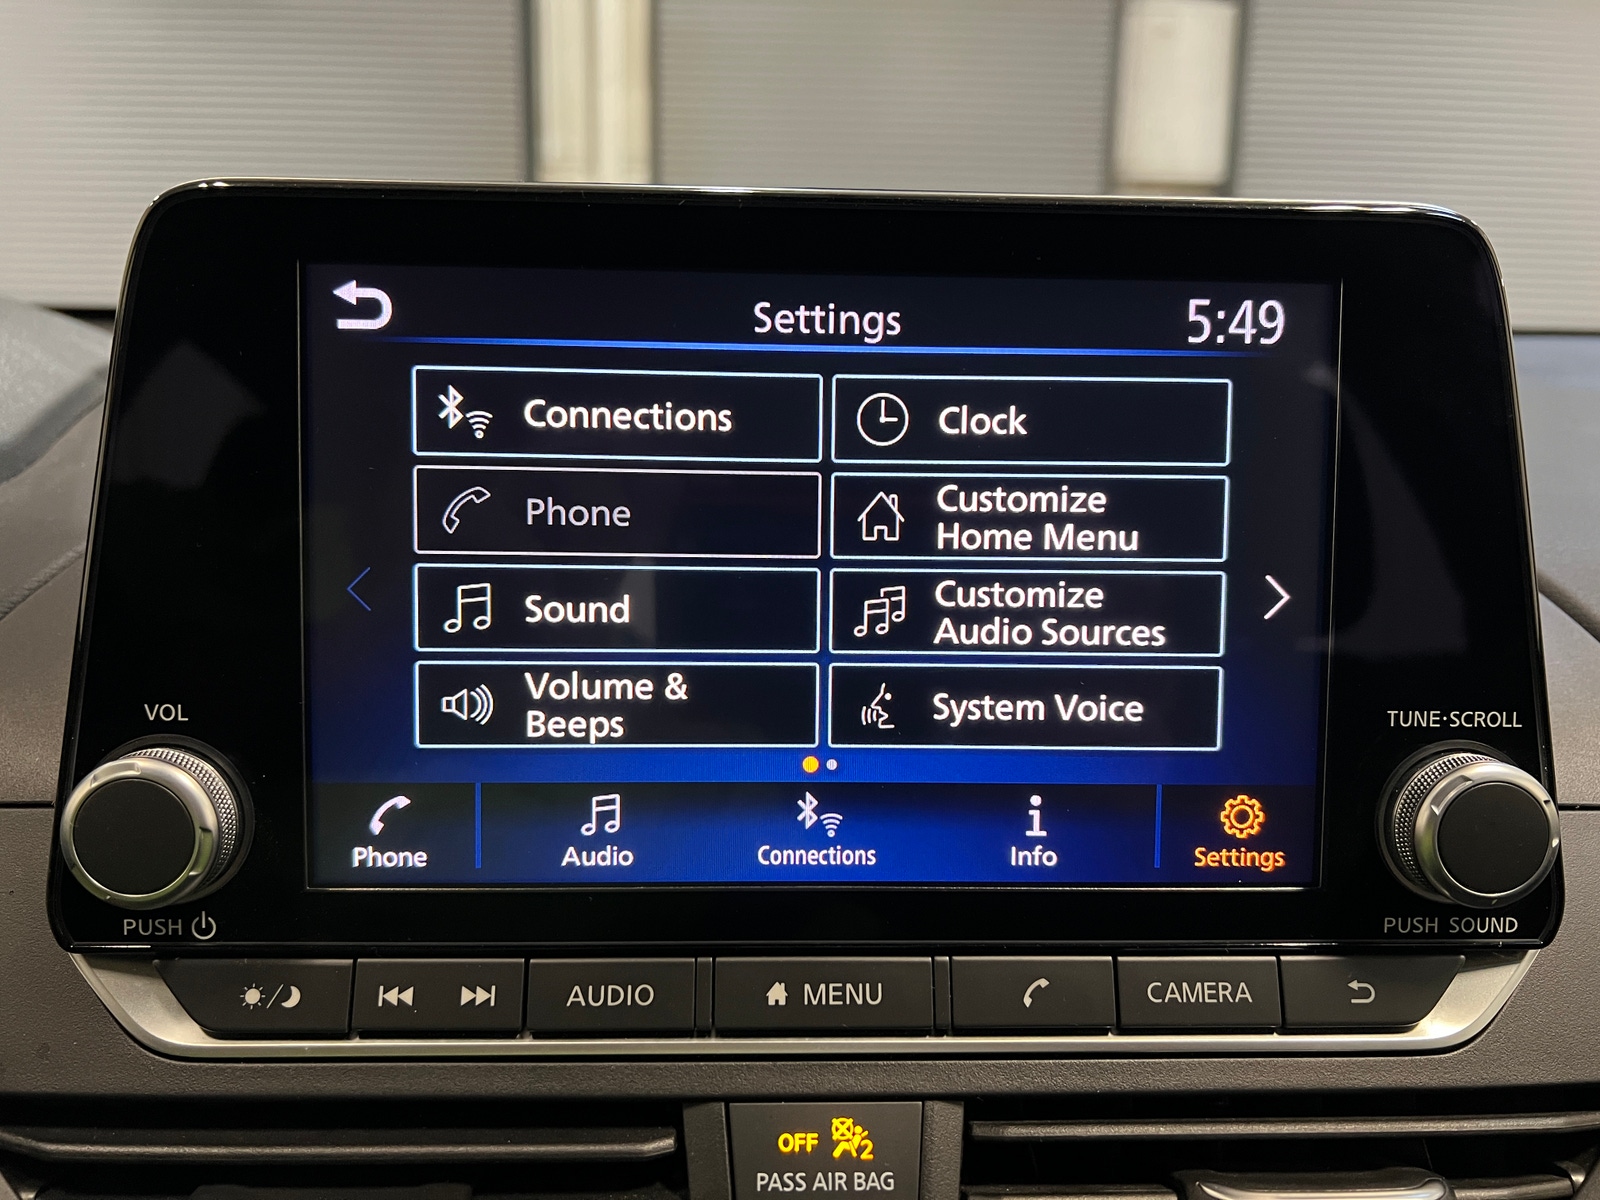 Settings
5:49
Connections
Clock
Phone
Customize
Home Menu
Sound
Customize
Audio Sources
Volume &
Beeps
System Voice
VOL
TUNE·SCROLL
Phone
Audio
Connections
Info
Settings
PUSH
PUSH SOUND
AUDIO
MENU
CAMERA
OFF
2
PASS AIR BAG